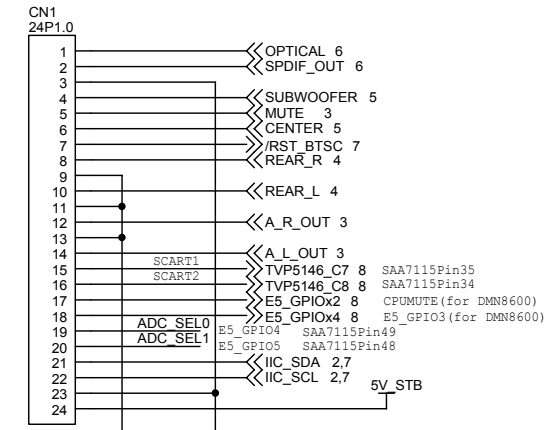 CN1
24P1.0
1 OPTICAL 6
2 SPDIF_OUT 6
3
4 SUBWOOFER 5
5 MUTE 3
6 CENTER 5
7 /RST_BTSC 7
8 REAR_R 4
9
10 REAR_L 4
11
12 A_R_OUT 3
13
14 A_L_OUT 3
15 SCART1 TVP5146_C7 8 SAA7115Pin35
16 SCART2 TVP5146_C8 8 SAA7115Pin34
17 E5_GPIOx2 8 CPUMUTE(for DMN8600)
18 E5_GPIOx4 8 E5_GPIO3(for DMN8600)
19 ADC_SEL0 E5_GPIO4 SAA7115Pin49
20 ADC_SEL1 E5_GPIO5 SAA7115Pin48
21 IIC_SDA 2,7
22 IIC_SCL 2,7
23 5V_STB
24